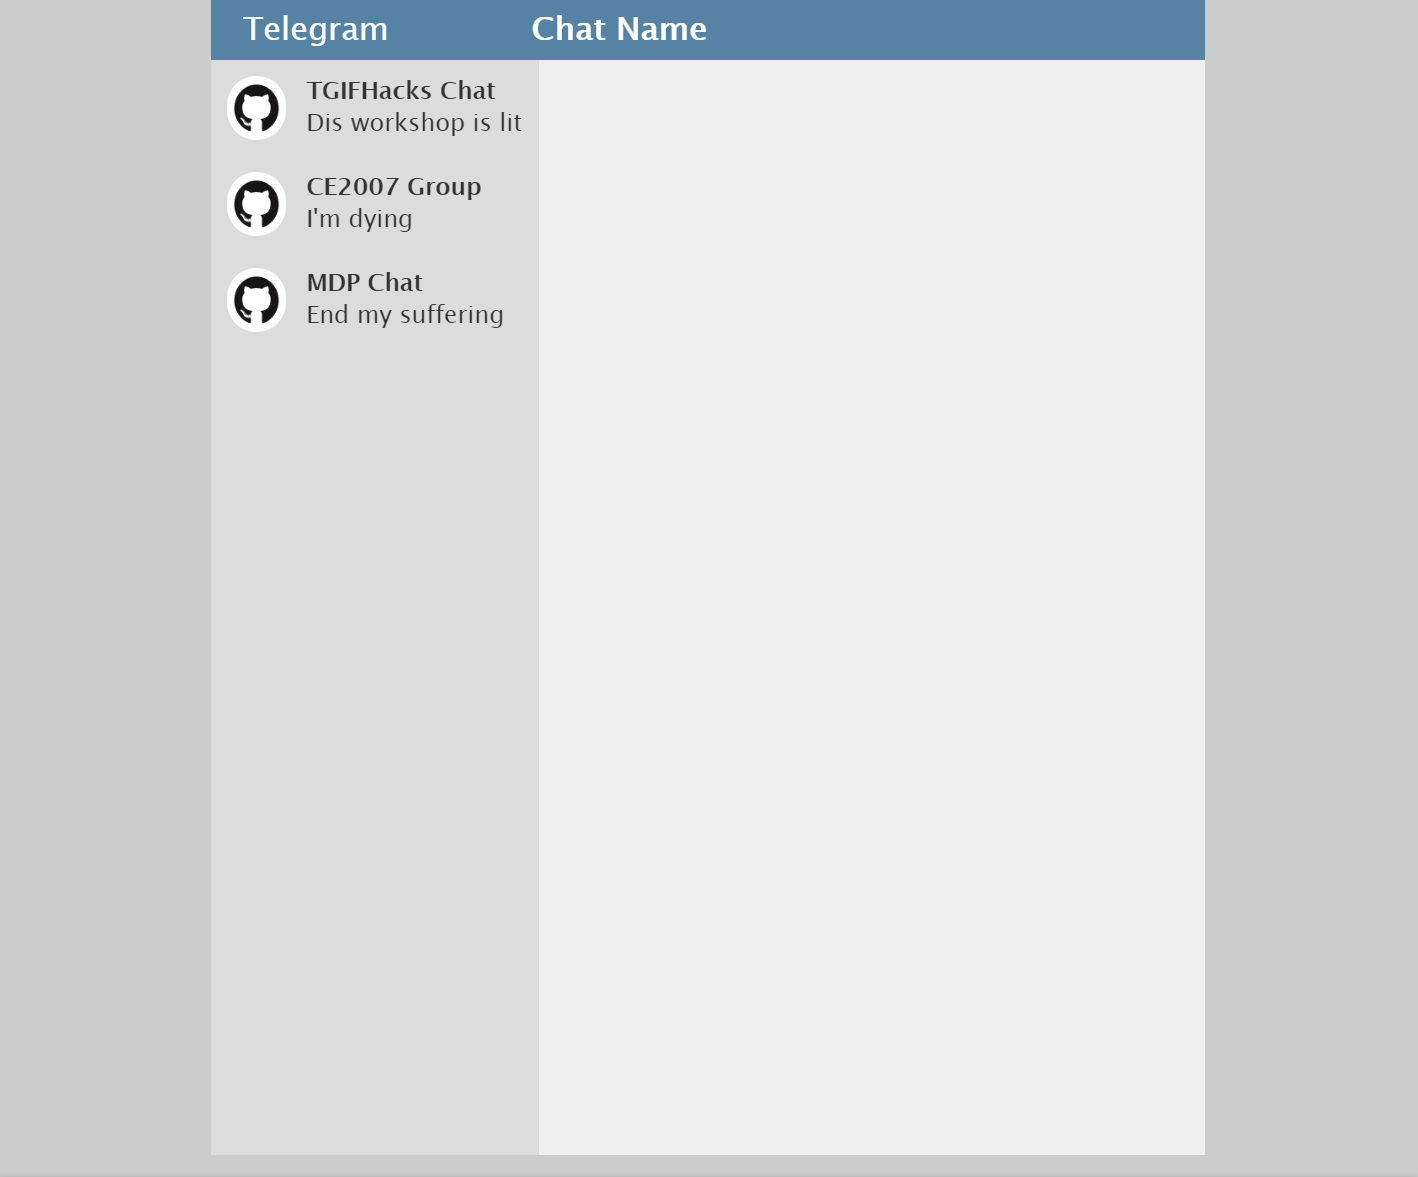 Telegram
Chat Name
TGIFHacks Chat
Dis workshop is lit
CE2007 Group
I'm dying
MDP Chat
End my suffering